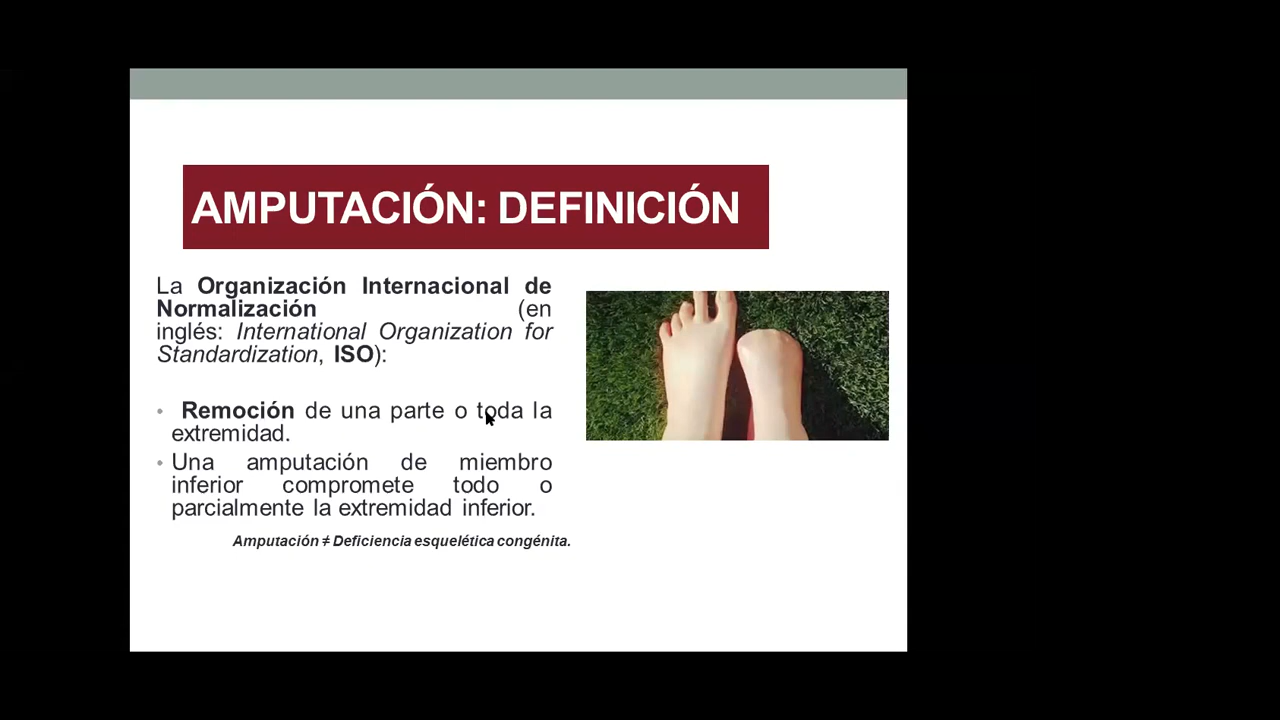 AMPUTACIÓN: DEFINICIÓN
La Organización Internacional de
Normalización (en
inglés: International Organization for
Standardization, ISO):
• Remoción de una parte o toda la
extremidad.
• Una amputación de miembro
inferior compromete todo o
parcialmente la extremidad inferior.
Amputación ≠ Deficiencia esquelética congénita.